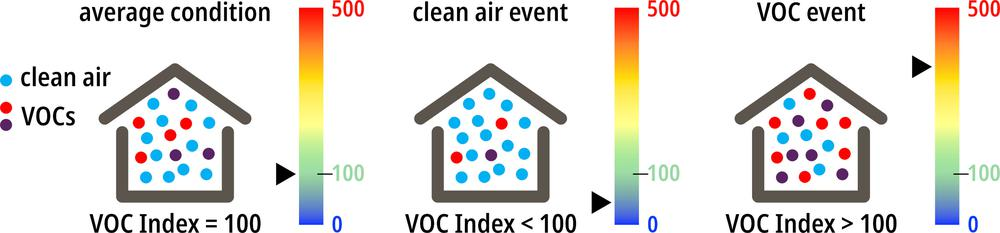 average condition
500
clean air
VOCs
100
0
VOC Index = 100
clean air event
500
100
0
VOC Index < 100
VOC event
500
100
0
VOC Index > 100